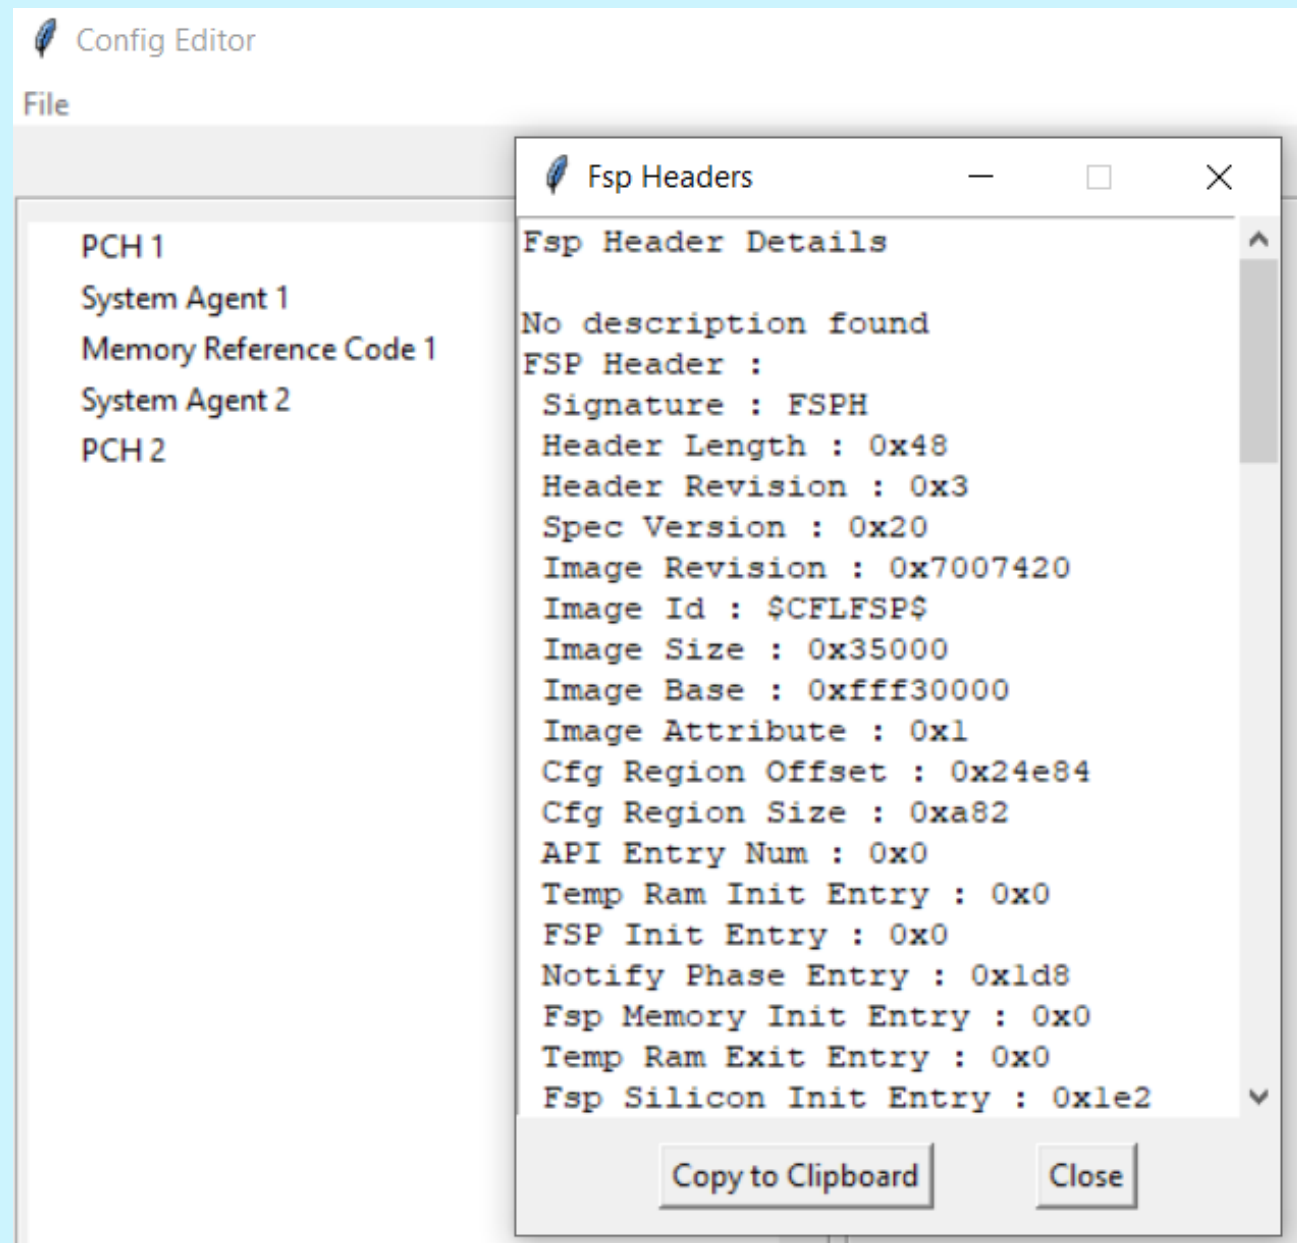 Config Editor
File
PCH 1
System Agent 1
Memory Reference Code 1
System Agent 2
PCH 2
Fsp Headers
Fsp Header Details
No description found
FSP Header :
Signature : FSPH
Header Length : 0x48
Header Revision : 0x3
Spec Version : 0x20
Image Revision : 0x7007420
Image Id : $CFLFSP$
Image Size : 0x35000
Image Base : 0xfff30000
Image Attribute : 0x1
Cfg Region Offset : 0x24e84
Cfg Region Size : 0xa82
API Entry Num : 0x0
Temp Ram Init Entry : 0x0
FSP Init Entry : 0x0
Notify Phase Entry : 0x1d8
Fsp Memory Init Entry : 0x0
Temp Ram Exit Entry : 0x0
Fsp Silicon Init Entry : 0x1e2
Copy to Clipboard
Close